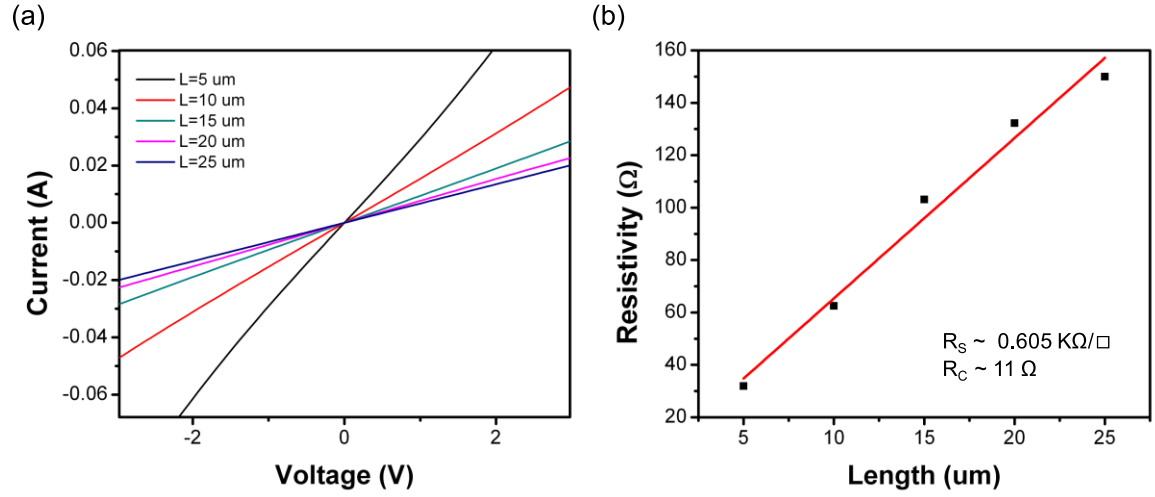 (a)
(b)
0.06
0.04
0.02
0.00
-0.02
-0.04
-0.06
Current (A)
L=5 um
L=10 um
L=15 um
L=20 um
L=25 um
-2
0
2
Voltage (V)
160
140
120
100
80
60
40
20
Resistivity (Ω)
R_S ~ 0.605 KΩ/□
R_C ~ 11 Ω
5
10
15
20
25
Length (um)